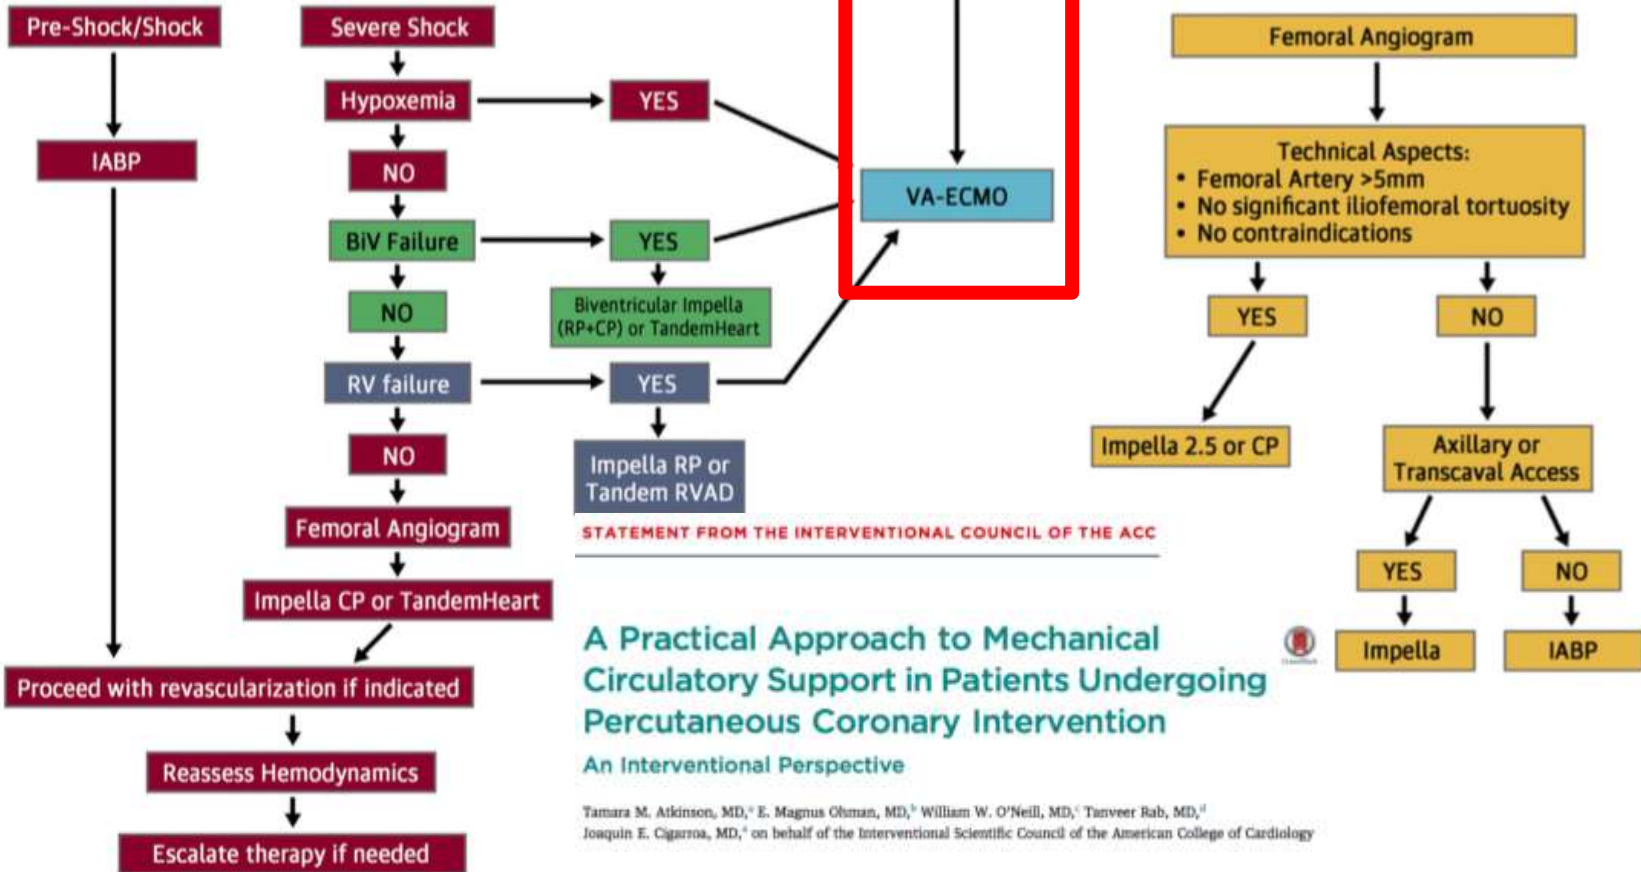 Pre-Shock/Shock
IABP
Severe Shock
Hypoxemia
YES
NO
BiV Failure
YES
Biventricular Impella
(RP+CP) or TandemHeart
NO
RV failure
YES
Impella RP or
Tandem RVAD
NO
Femoral Angiogram
Impella CP or TandemHeart
Proceed with revascularization if indicated
Reassess Hemodynamics
Escalate therapy if needed
VA-ECMO
Femoral Angiogram
Technical Aspects:
• Femoral Artery >5mm
• No significant iliofemoral tortuosity
• No contraindications
YES
NO
Impella 2.5 or CP
Axillary or
Transcaval Access
YES
NO
Impella
IABP
STATEMENT FROM THE INTERVENTIONAL COUNCIL OF THE ACC
A Practical Approach to Mechanical
Circulatory Support in Patients Undergoing
Percutaneous Coronary Intervention
An Interventional Perspective
Tamara M. Atkinson, MD, E. Magnus Ohman, MD, William W. O'Neill, MD, Tanveer Rab, MD,
Joaquin E. Cigarroa, MD, on behalf of the Interventional Scientific Council of the American College of Cardiology